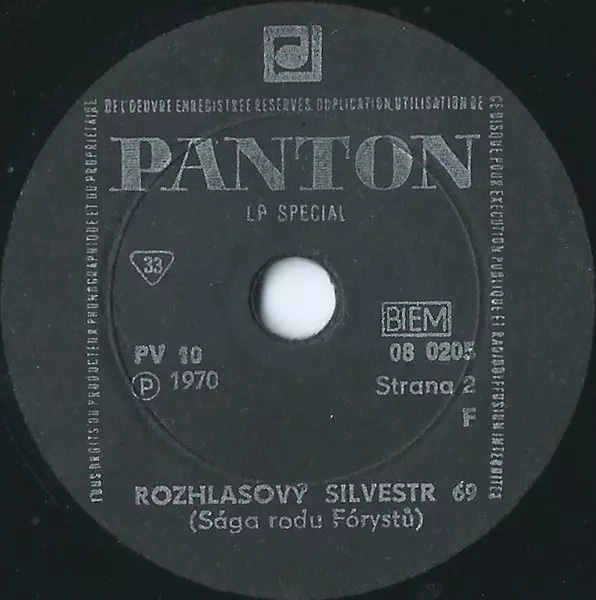 TOUS DROITS DU PRODUCTEUR PHONOGRAPHIQUE ET DU PROPRIETAIRE
DE L'OEUVRE ENREGISTREE RESERVES. DUPLICATION, UTILISATION DE
CE DISQUE POUR EXECUTION PUBLIQUE ET RADIODIFFUSION INTERDITES
PANTON
LP SPECIAL
33
BIEM
PV 10
08 0205
Ⓟ 1970
Strana 2
F
ROZHLASOVÝ SILVESTR 69
(Sága rodu Fórystů)